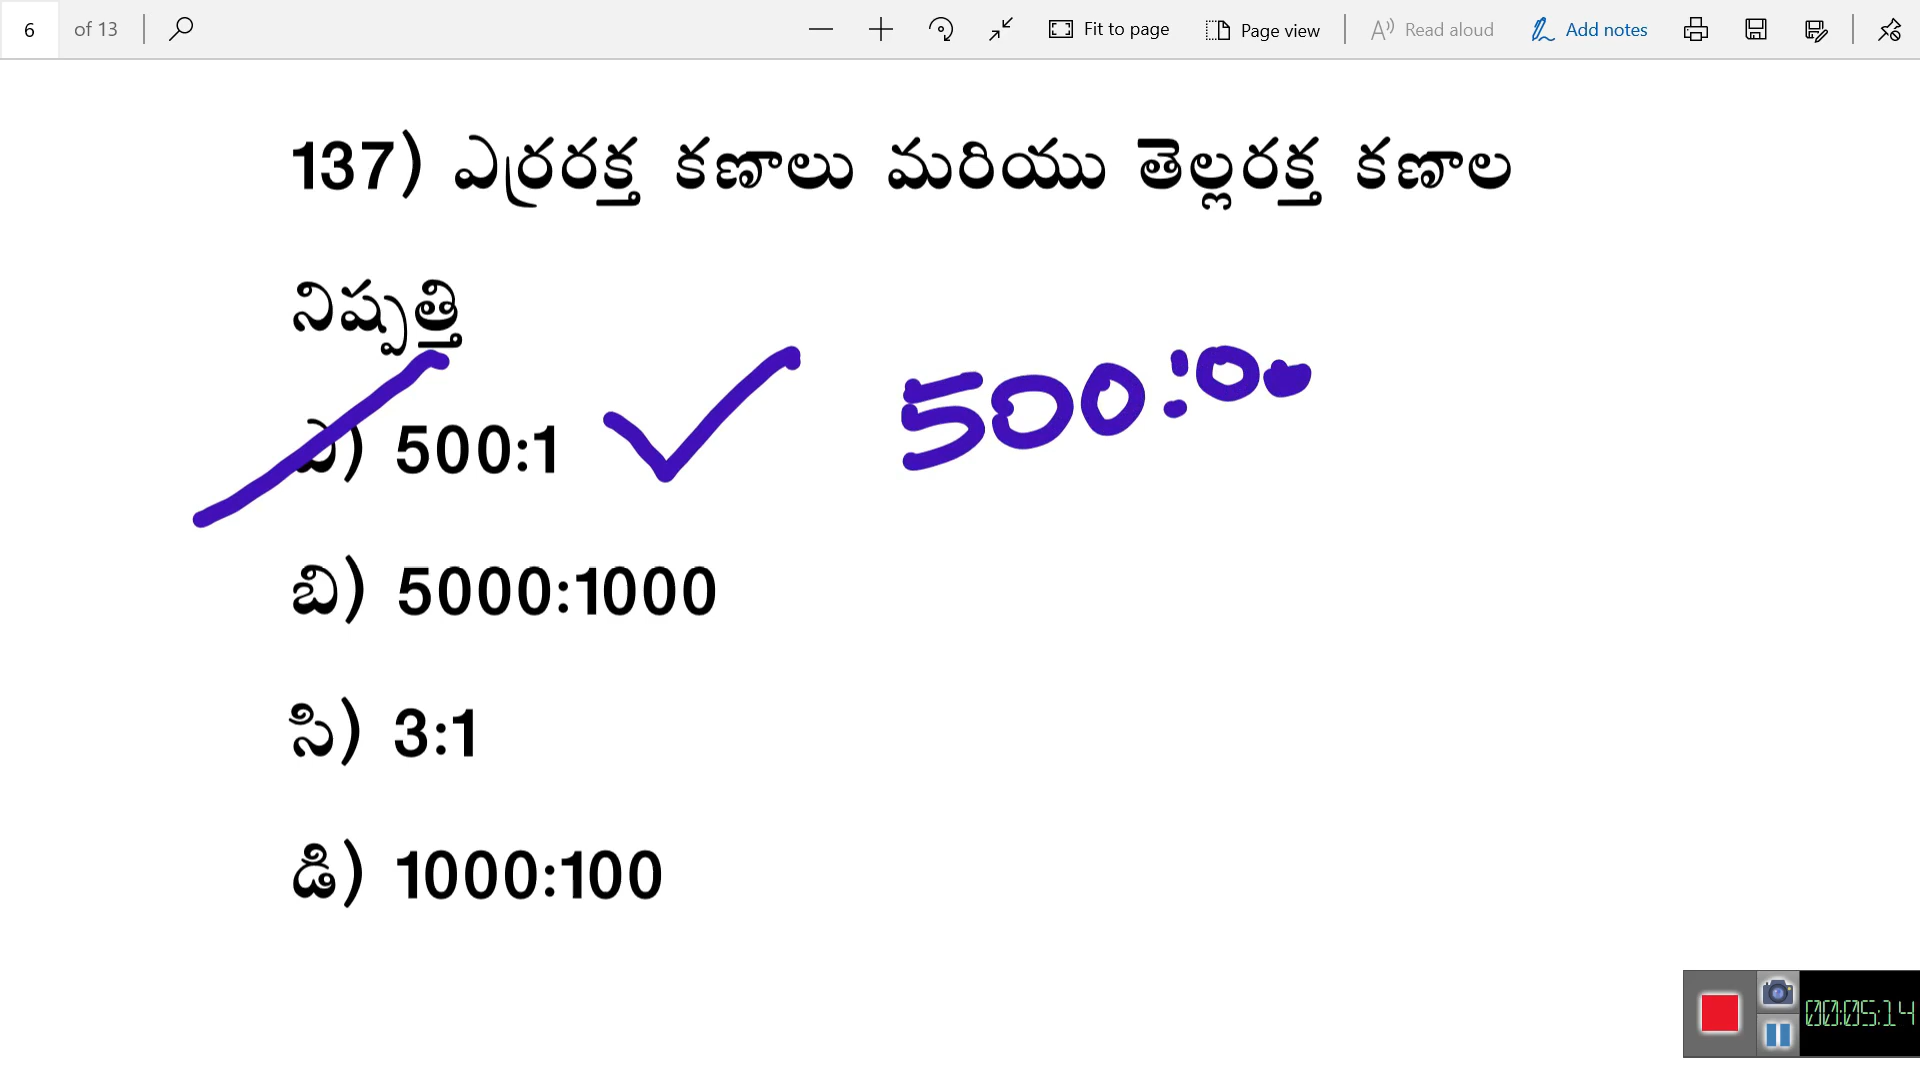 6 of 13 Fit to page Page view Read aloud Add notes
137) ఎర్రరక్త కణాలు మరియు తెల్లరక్త కణాల
నిష్పత్తి
ఎ) 500:1
500:
బి) 5000:1000
సి) 3:1
డి) 1000:100
00:05:14